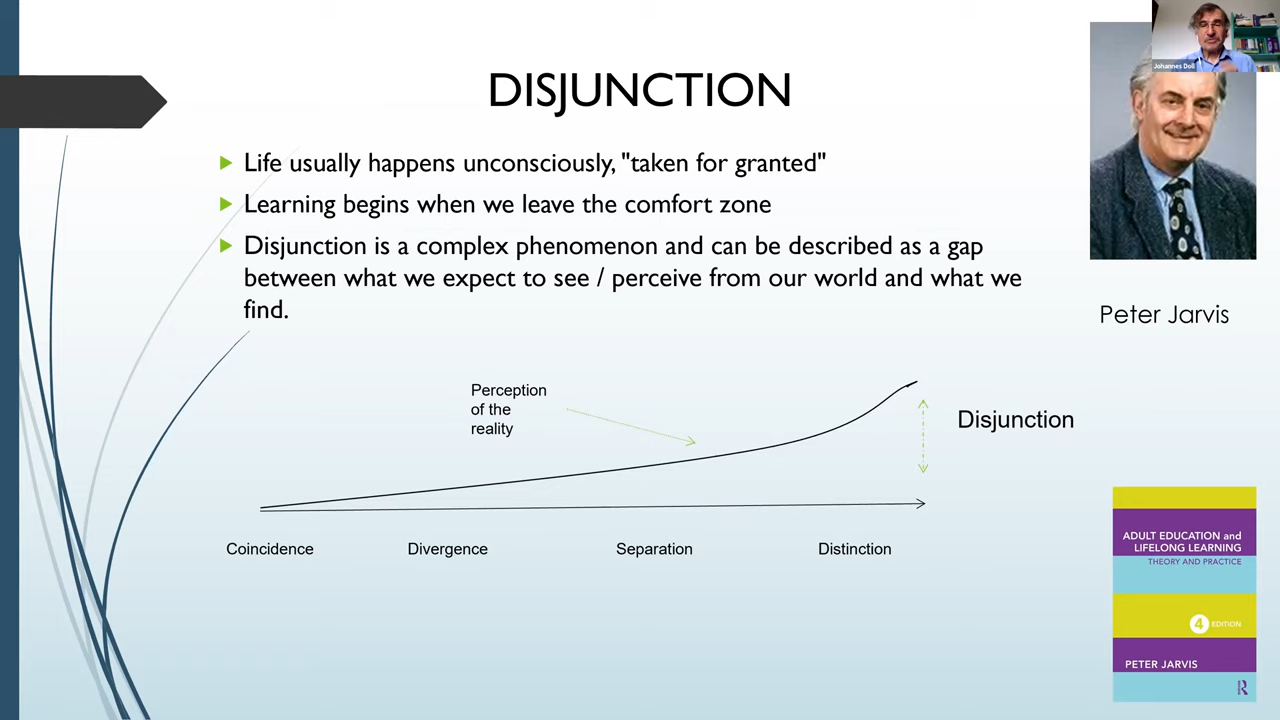 Johannes Doll
DISJUNCTION
Life usually happens unconsciously, "taken for granted"
Learning begins when we leave the comfort zone
Disjunction is a complex phenomenon and can be described as a gap
between what we expect to see / perceive from our world and what we
find.
Peter Jarvis
Perception
of the
reality
Disjunction
Coincidence
Divergence
Separation
Distinction
ADULT EDUCATION and
LIFELONG LEARNING
THEORY AND PRACTICE
4 EDITION
PETER JARVIS
R